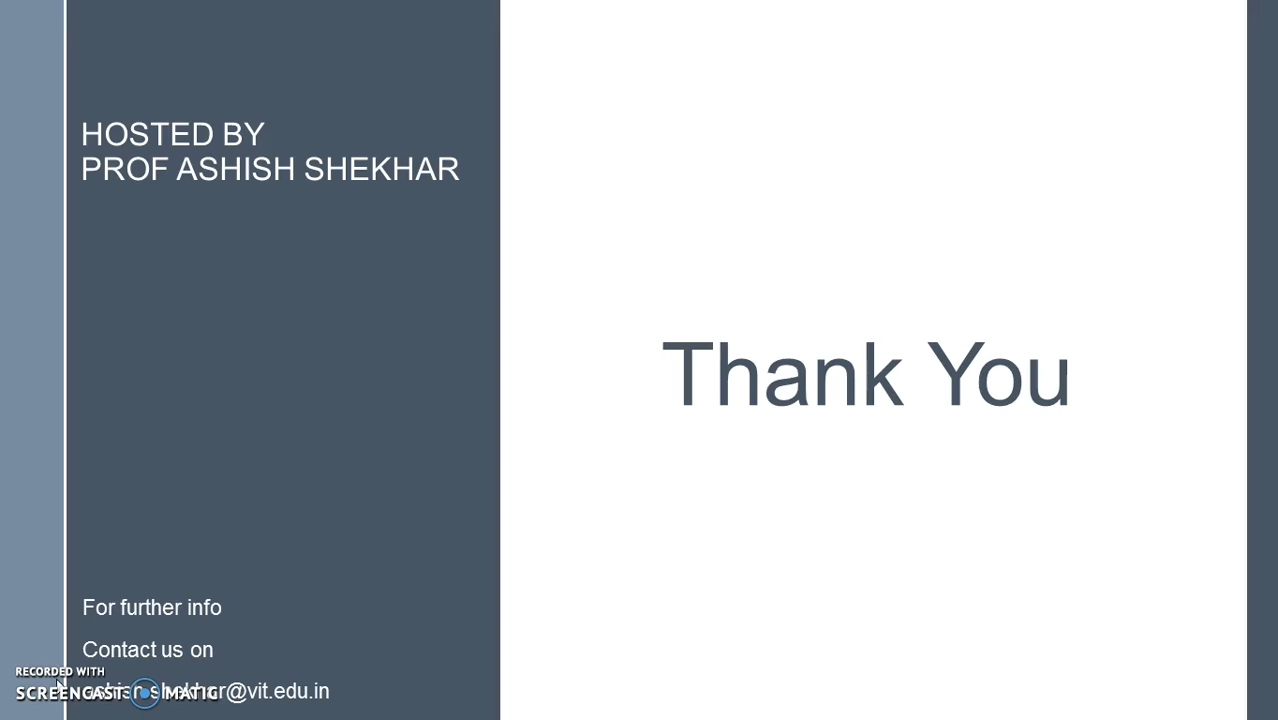 HOSTED BY
PROF ASHISH SHEKHAR
Thank You
For further info
Contact us on
RECORDED WITH
SCREENCAST MATIC
@vit.edu.in